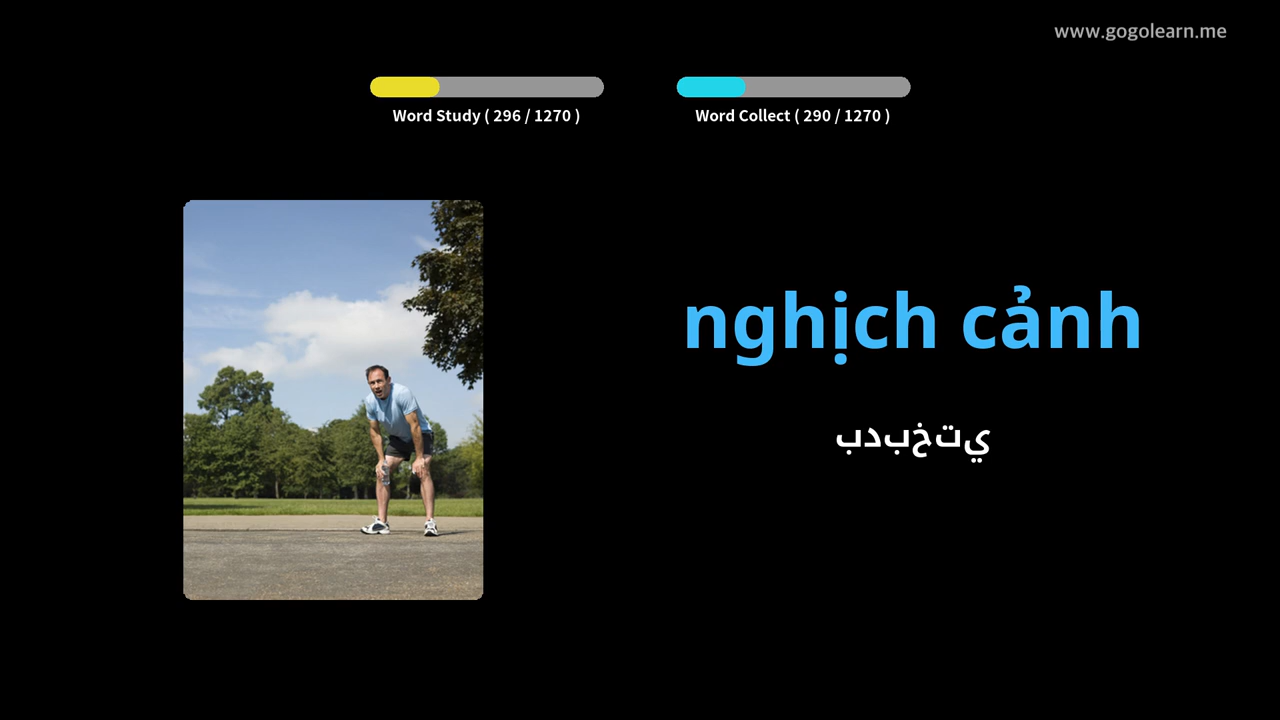 www.gogolearn.me
Word Study ( 296 / 1270 )
Word Collect ( 290 / 1270 )
nghịch cảnh
بدبختي